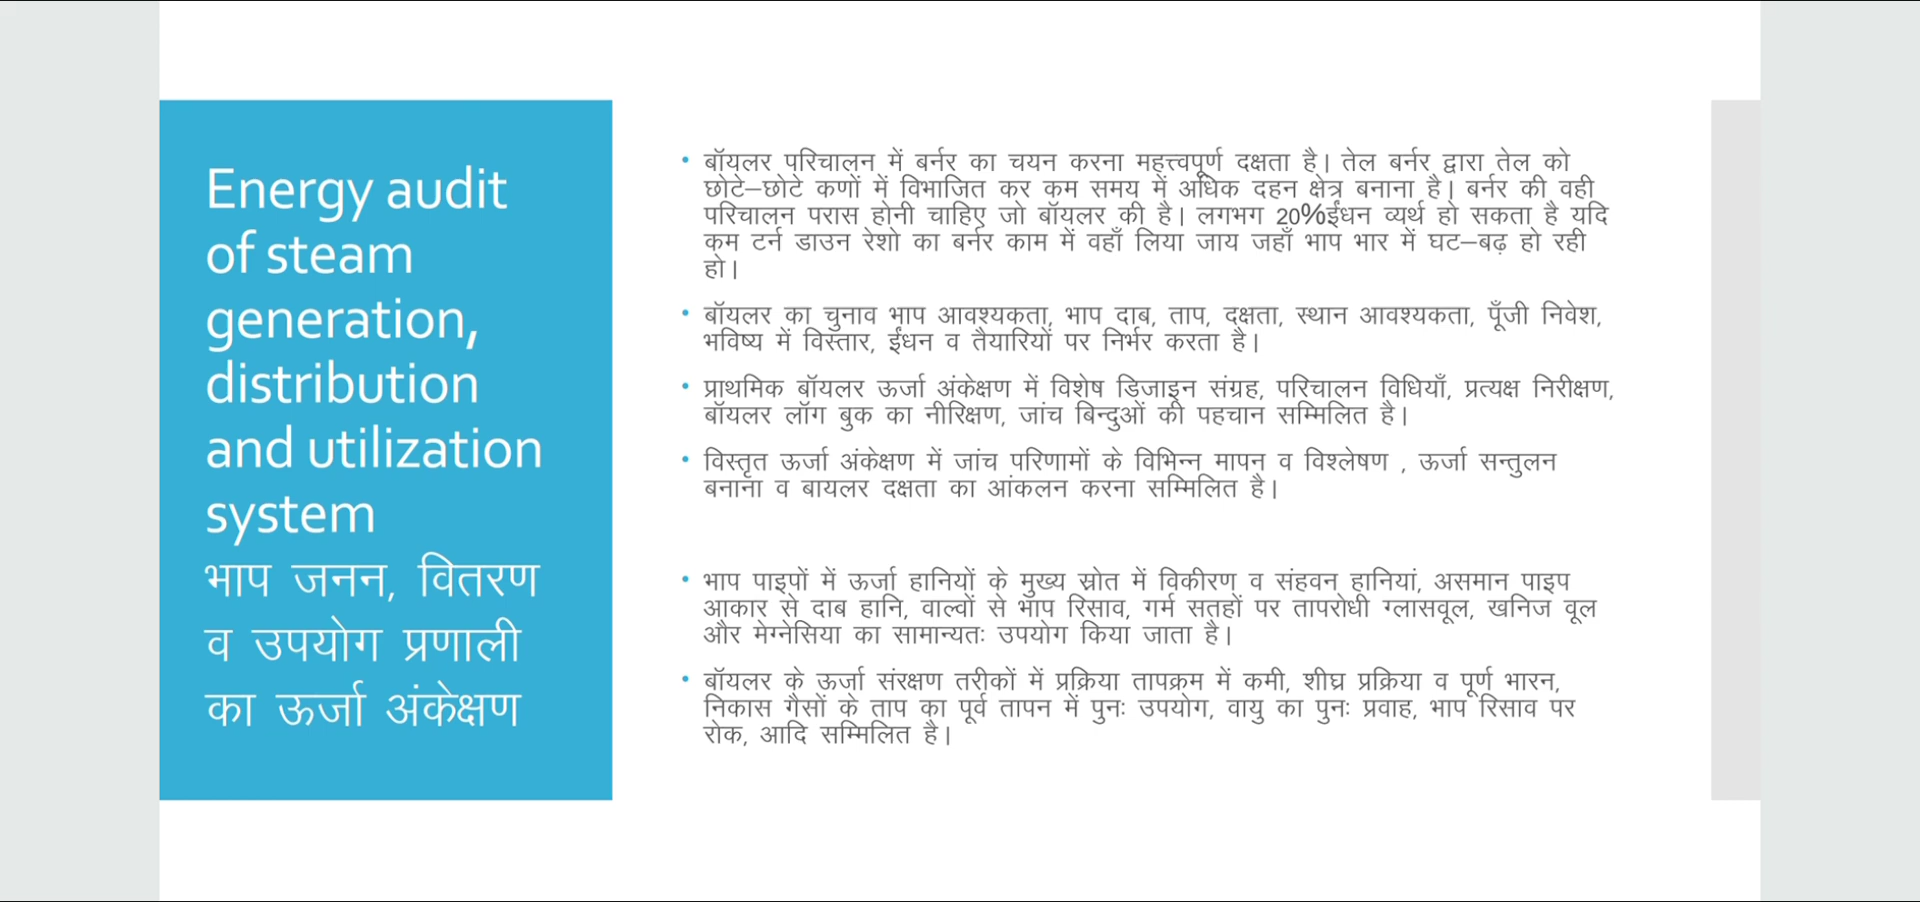 Energy audit
of steam
generation,
distribution
and utilization
system
भाप जनन, वितरण
व उपयोग प्रणाली
का ऊर्जा अंकेक्षण
• बॉयलर परिचालन में बर्नर का चयन करना महत्त्वपूर्ण दक्षता है। तेल बर्नर द्वारा तेल को
छोटे–छोटे कणों में विभाजित कर कम समय में अधिक दहन क्षेत्र बनाना है। बर्नर की वही
परिचालन परास होनी चाहिए जो बॉयलर की है। लगभग 20%ईंधन व्यर्थ हो सकता है यदि
कम टर्न डाउन रेशो का बर्नर काम में वहाँ लिया जाय जहाँ भाप भार में घट–बढ़ हो रही
हो।
• बॉयलर का चुनाव भाप आवश्यकता, भाप दाब, ताप, दक्षता, स्थान आवश्यकता, पूँजी निवेश,
भविष्य में विस्तार, ईंधन व तैयारियों पर निर्भर करता है।
• प्राथमिक बॉयलर ऊर्जा अंकेक्षण में विशेष डिजाइन संग्रह, परिचालन विधियाँ, प्रत्यक्ष निरीक्षण,
बॉयलर लॉग बुक का नीरिक्षण, जांच बिन्दुओं की पहचान सम्मिलित है।
• विस्तृत ऊर्जा अंकेक्षण में जांच परिणामों के विभिन्न मापन व विश्लेषण , ऊर्जा सन्तुलन
बनाना व बायलर दक्षता का आंकलन करना सम्मिलित है।
• भाप पाइपों में ऊर्जा हानियों के मुख्य स्रोत में विकीरण व संहवन हानियां, असमान पाइप
आकार से दाब हानि, वाल्वों से भाप रिसाव, गर्म सतहों पर तापरोधी ग्लासवूल, खनिज वूल
और मेग्नेसिया का सामान्यतः उपयोग किया जाता है।
• बॉयलर के ऊर्जा संरक्षण तरीकों में प्रक्रिया तापक्रम में कमी, शीघ्र प्रक्रिया व पूर्ण भारन,
निकास गैसों के ताप का पूर्व तापन में पुनः उपयोग, वायु का पुनः प्रवाह, भाप रिसाव पर
रोक, आदि सम्मिलित है।